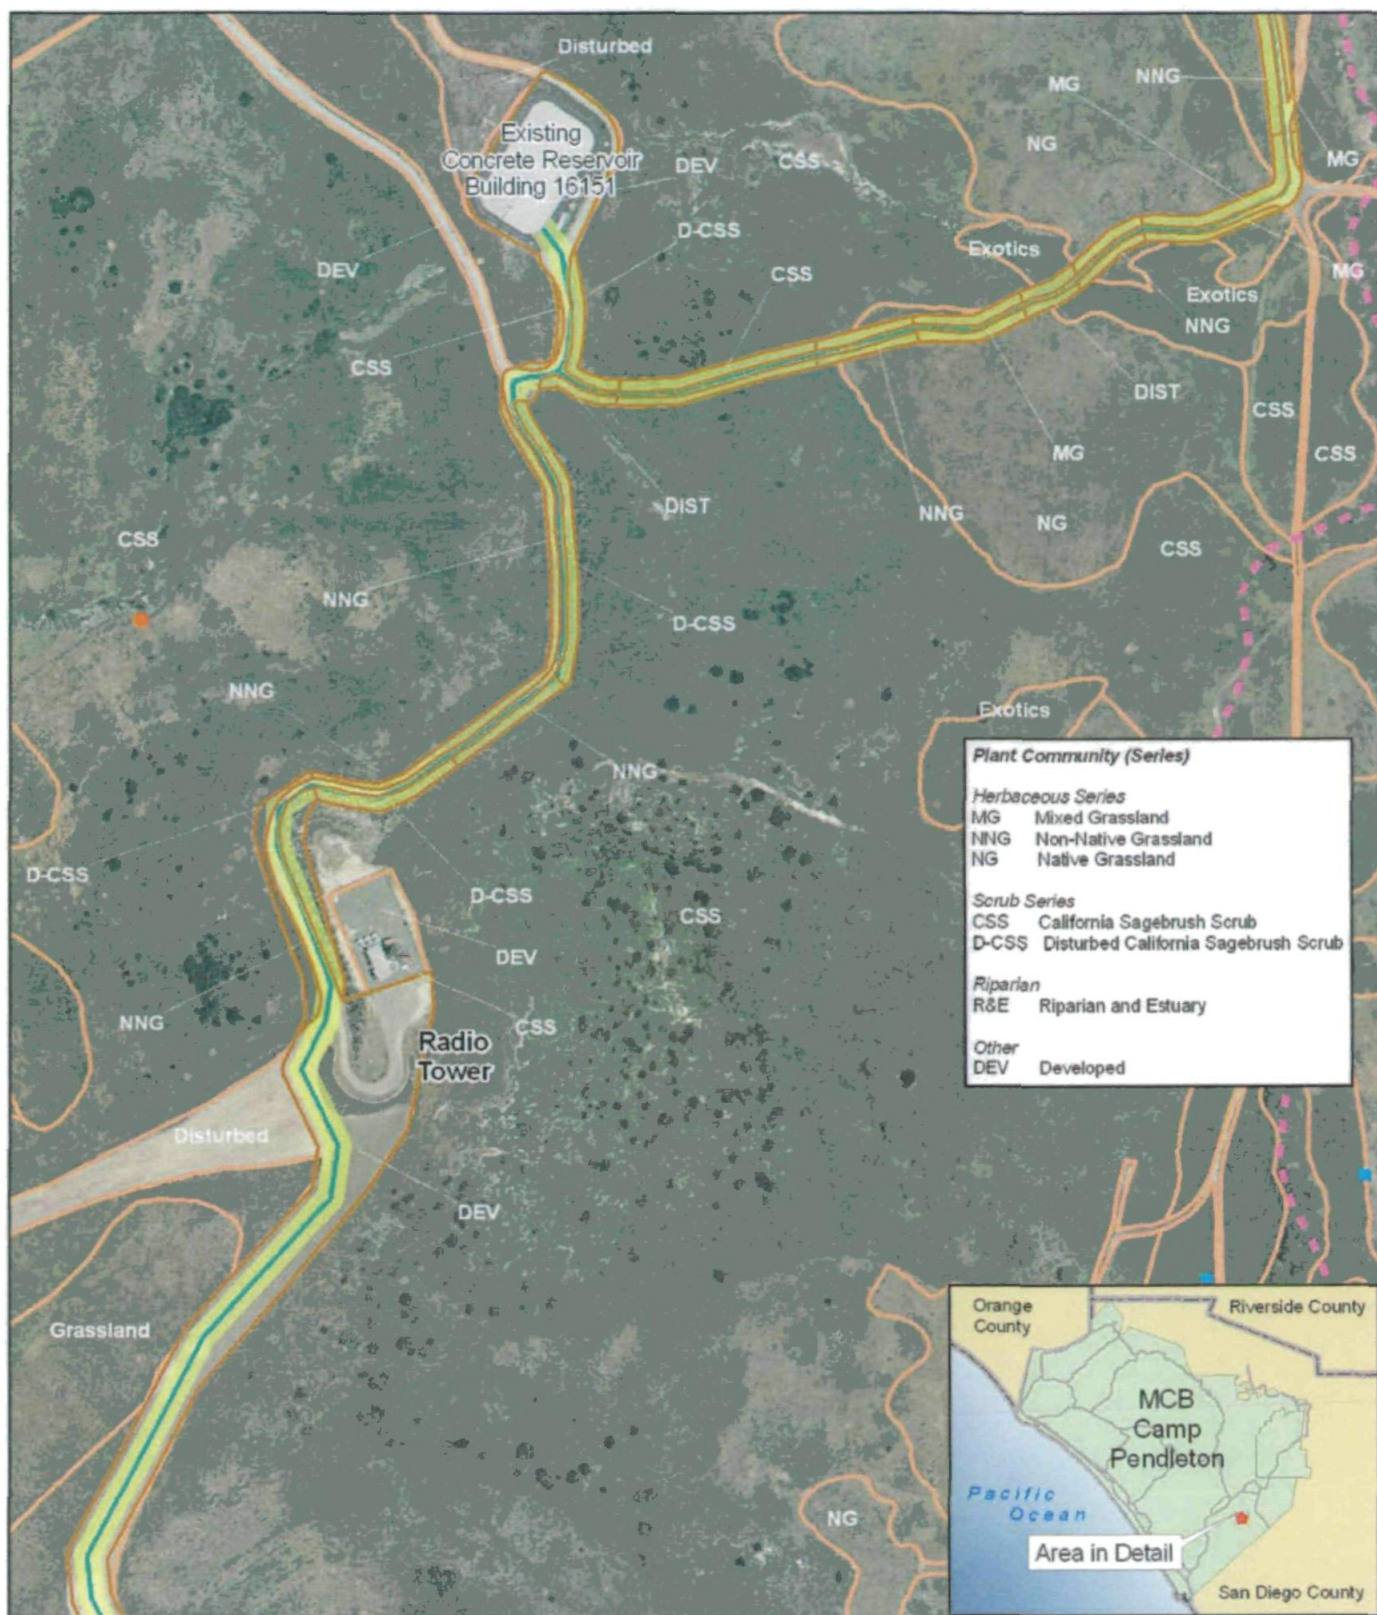 Disturbed
MG
NNG
Existing
Concrete Reservoir
Building 16151
NG
DEV
CSS
MG
D-CSS
Exotics
DEV
CSS
MG
Exotics
NNG
CSS
DIST
CSS
MG
CSS
DIST
NNG
NG
CSS
CSS
NNG
D-CSS
NNG
Exotics
NNG
D-CSS
D-CSS
CSS
DEV
NNG
CSS
Radio
Tower
Disturbed
DEV
Grassland
NG
Plant Community (Series)
Herbaceous Series
MG Mixed Grassland
NNG Non-Native Grassland
NG Native Grassland
Scrub Series
CSS California Sagebrush Scrub
D-CSS Disturbed California Sagebrush Scrub
Riparian
R&E Riparian and Estuary
Other
DEV Developed
Orange
County
Riverside County
MCB
Camp
Pendleton
Pacific
Ocean
Area in Detail
San Diego County